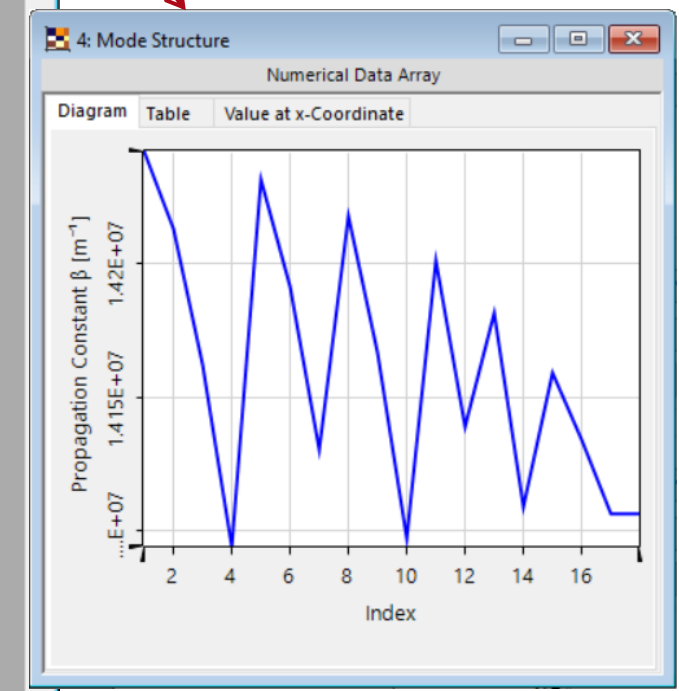 4: Mode Structure
Numerical Data Array
Diagram Table Value at x-Coordinate
Propagation Constant β [m⁻¹]
1.42E+07
1.415E+07
...E+07
2 4 6 8 10 12 14 16
Index